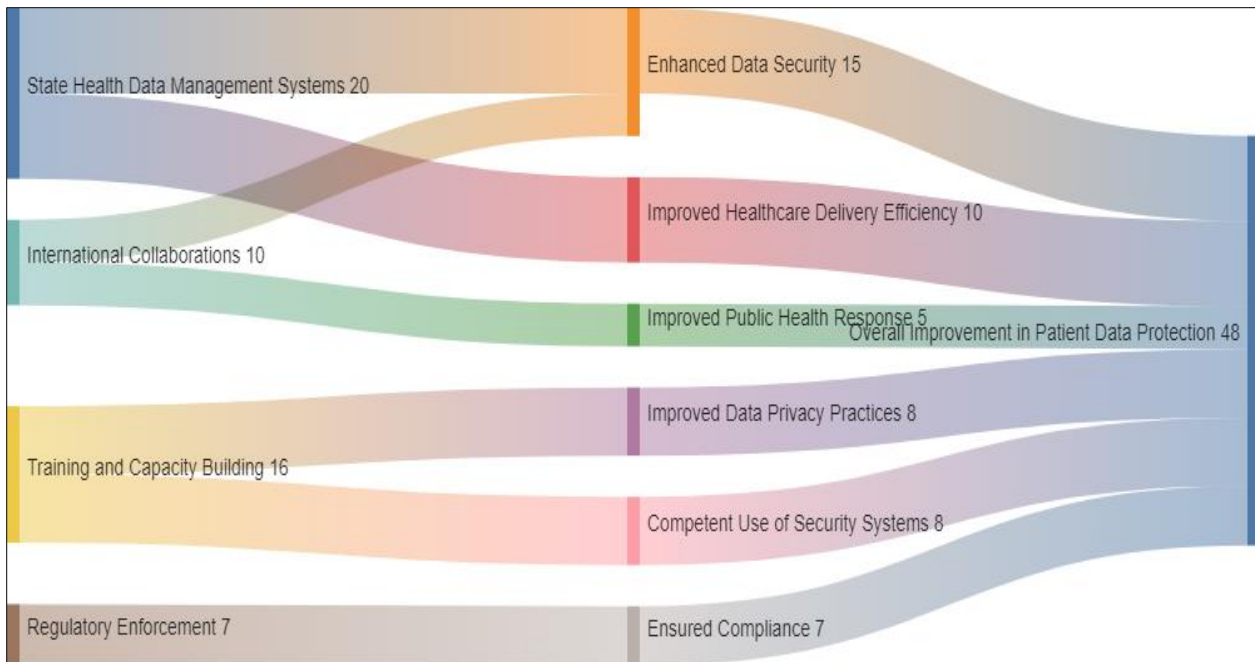 State Health Data Management Systems 20
International Collaborations 10
Training and Capacity Building 16
Regulatory Enforcement 7
Enhanced Data Security 15
Improved Healthcare Delivery Efficiency 10
Improved Public Health Response 5
Improved Data Privacy Practices 8
Competent Use of Security Systems 8
Ensured Compliance 7
Overall Improvement in Patient Data Protection 48